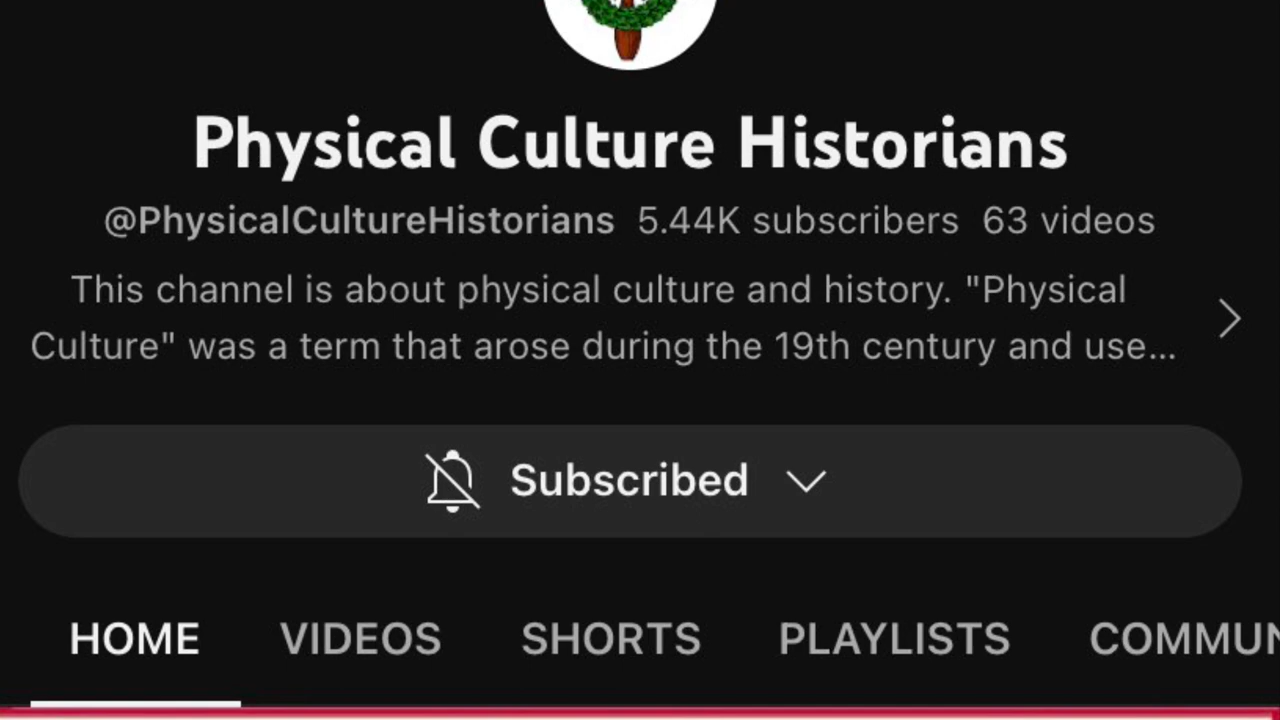 Physical Culture Historians
@PhysicalCultureHistorians 5.44K subscribers 63 videos
This channel is about physical culture and history. "Physical
Culture" was a term that arose during the 19th century and use...
Subscribed
HOME VIDEOS SHORTS PLAYLISTS COMMUN